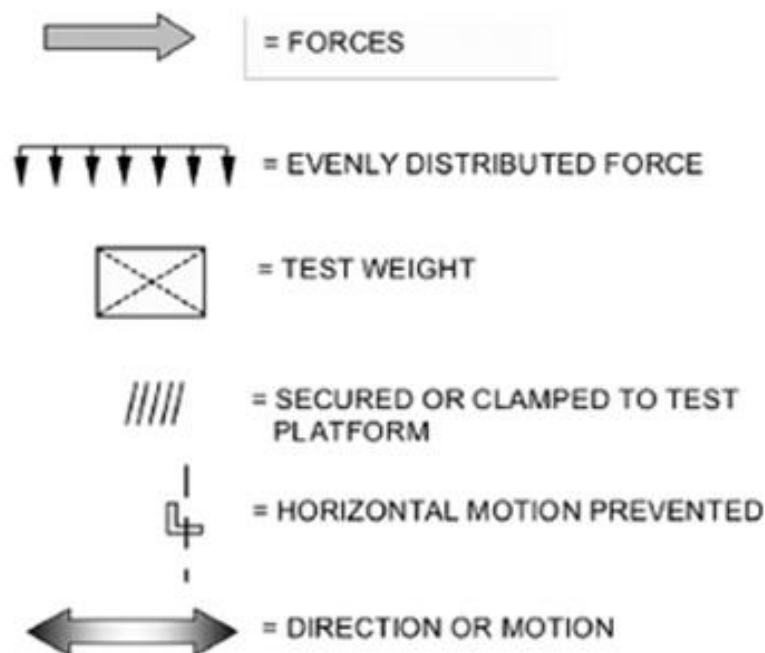 = FORCES
= EVENLY DISTRIBUTED FORCE
= TEST WEIGHT
= SECURED OR CLAMPED TO TEST
PLATFORM
= HORIZONTAL MOTION PREVENTED
= DIRECTION OR MOTION